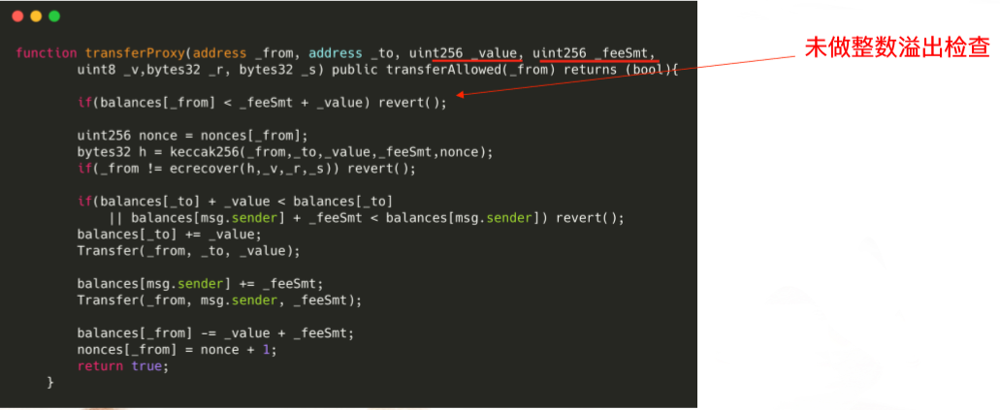 function transferProxy(address _from, address _to, uint256 _value, uint256 _feeSmt,
未做整数溢出检查
uint8 _v,bytes32 _r, bytes32 _s) public transferAllowed(_from) returns (bool){
if(balances[_from] < _feeSmt + _value) revert();
uint256 nonce = nonces[_from];
bytes32 h = keccak256(_from,_to,_value,_feeSmt,nonce);
if(_from != ecrecover(h,_v,_r,_s)) revert();
if(balances[_to] + _value < balances[_to]
|| balances[msg.sender] + _feeSmt < balances[msg.sender]) revert();
balances[_to] += _value;
Transfer(_from, _to, _value);
balances[msg.sender] += _feeSmt;
Transfer(_from, msg.sender, _feeSmt);
balances[_from] -= _value + _feeSmt;
nonces[_from] = nonce + 1;
return true;
}